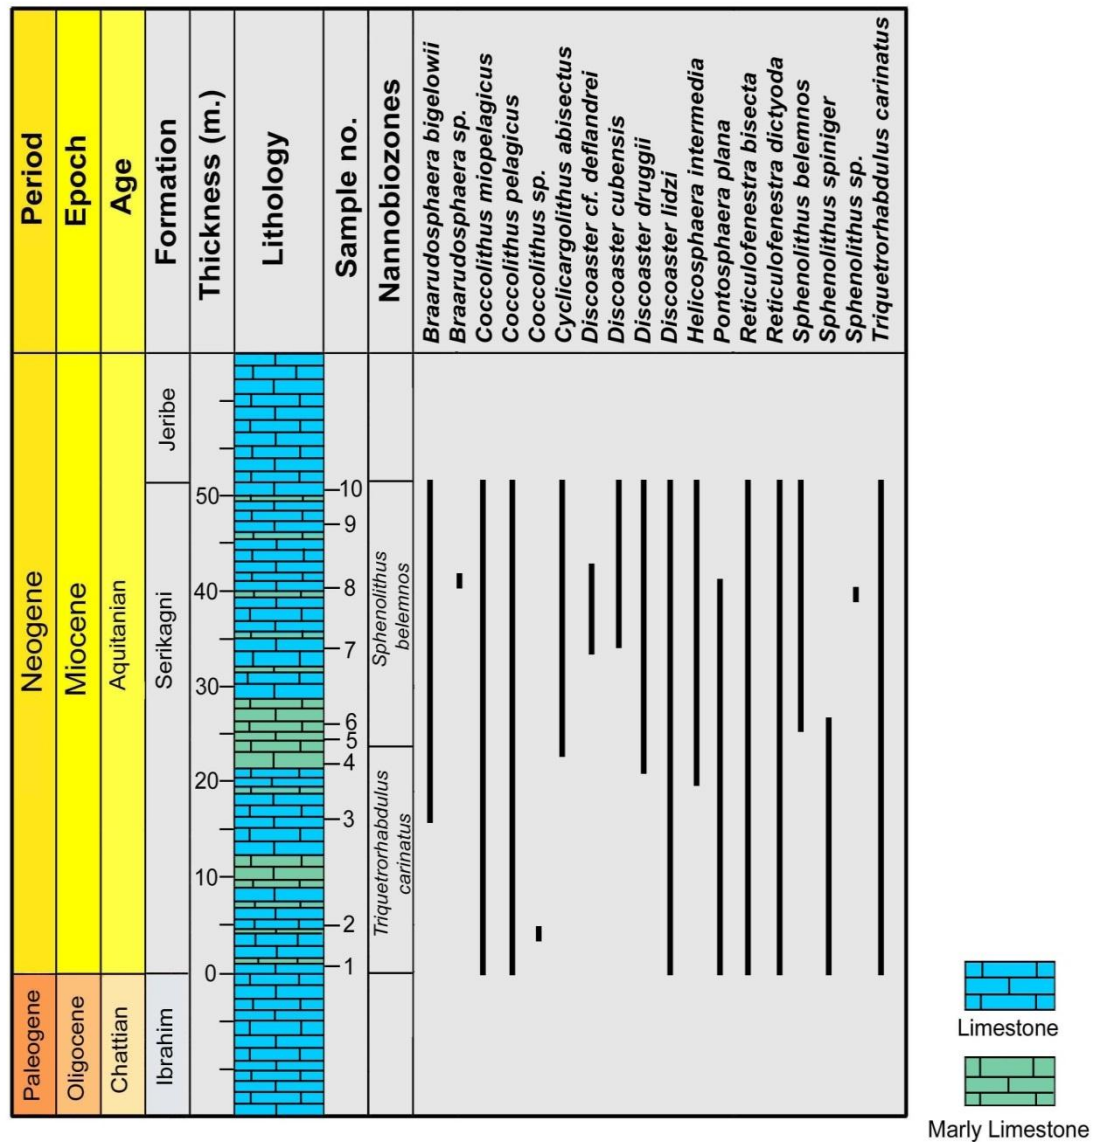 Period
Epoch
Age
Formation
Thickness (m.)
Lithology
Sample no.
Nannobiozones
Braarudosphaera bigelowii
Braarudosphaera sp.
Coccolithus miopelagicus
Coccolithus pelagicus
Coccolithus sp.
Cyclicargolithus abisectus
Discoaster cf. deflandrei
Discoaster cubensis
Discoaster druggii
Discoaster lidzi
Helicosphaera intermedia
Pontosphaera plana
Reticulofenestra bisecta
Reticulofenestra dictyoda
Sphenolithus belemnos
Sphenolithus spiniger
Sphenolithus sp.
Triquetrorhabdulus carinatus
Neogene
Miocene
Aquitanian
Jeribe
Serikagni
50
40
30
20
10
0
10
9
8
7
6
5
4
3
2
1
Sphenolithus
belemnos
Triquetrorhabdulus
carinatus
Paleogene
Oligocene
Chattian
Ibrahim
Limestone
Marly Limestone